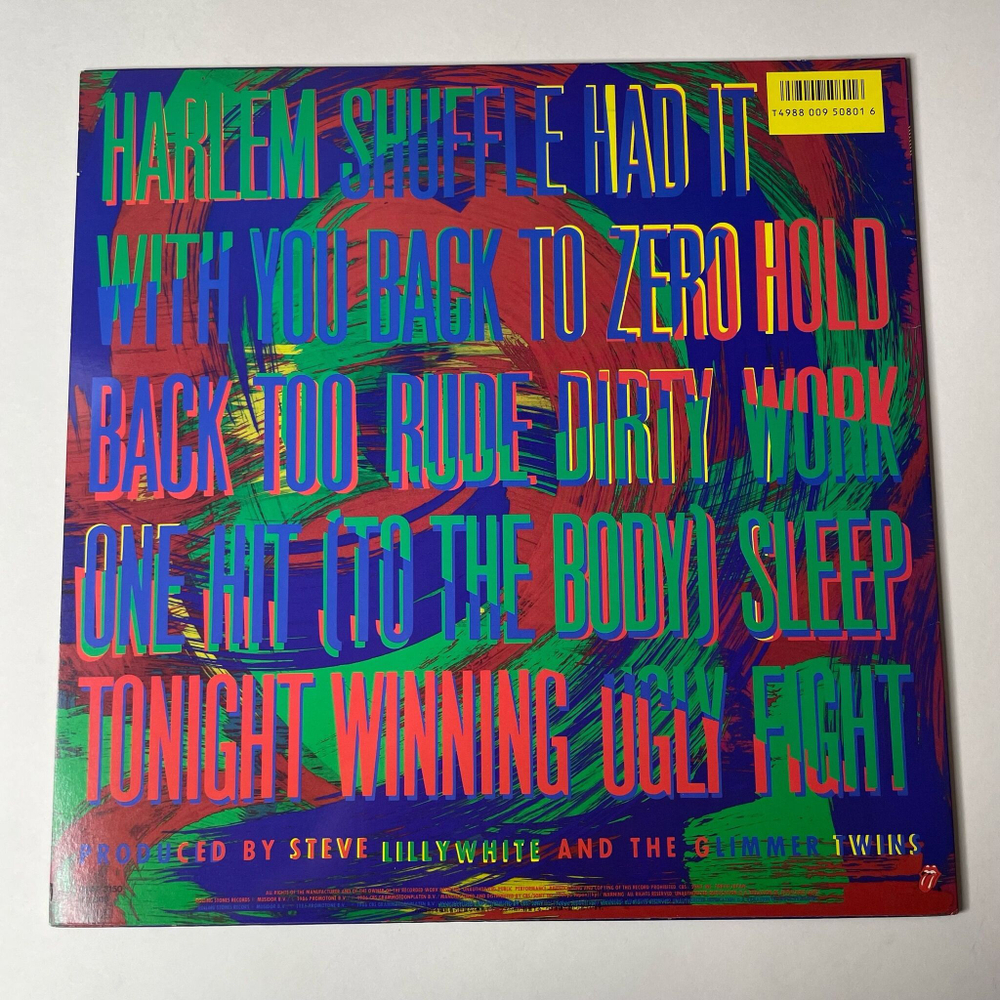 HARLEM SHUFFLE HAD IT
T4988 009 50801 6
WITH YOU BACK TO ZERO HOLD
BACK TOO RUDE DIRTY WORK
ONE HIT (TO THE BODY) SLEEP
TONIGHT WINNING UGLY FIGHT
PRODUCED BY STEVE LILLYWHITE AND THE GLIMMER TWINS